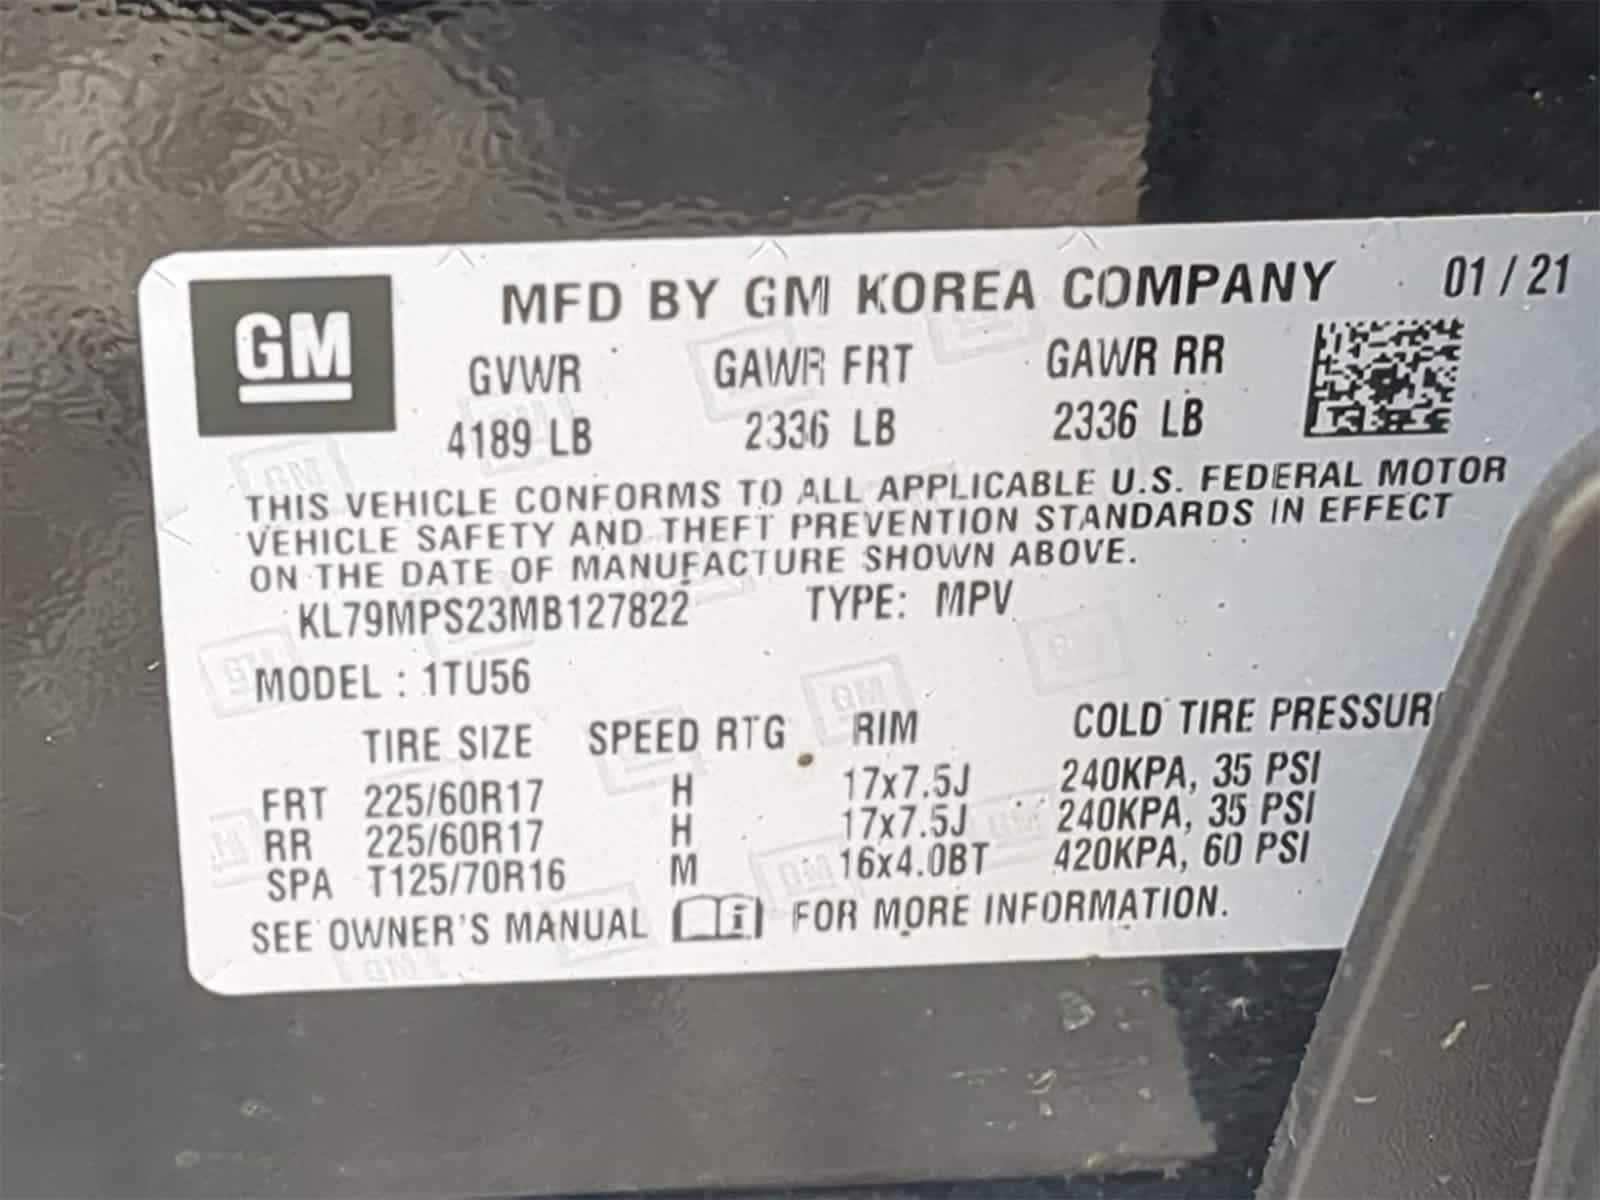 GM
MFD BY GM KOREA COMPANY 01 / 21
GVWR GAWR FRT GAWR RR
4189 LB 2336 LB 2336 LB
THIS VEHICLE CONFORMS TO ALL APPLICABLE U.S. FEDERAL MOTOR
VEHICLE SAFETY AND THEFT PREVENTION STANDARDS IN EFFECT
ON THE DATE OF MANUFACTURE SHOWN ABOVE.
KL79MPS23MB127822 TYPE: MPV
MODEL : 1TU56
TIRE SIZE SPEED RTG RIM COLD TIRE PRESSUR
FRT 225/60R17 H 17x7.5J 240KPA, 35 PSI
RR 225/60R17 H 17x7.5J 240KPA, 35 PSI
SPA T125/70R16 M 16x4.0BT 420KPA, 60 PSI
SEE OWNER'S MANUAL i FOR MORE INFORMATION.